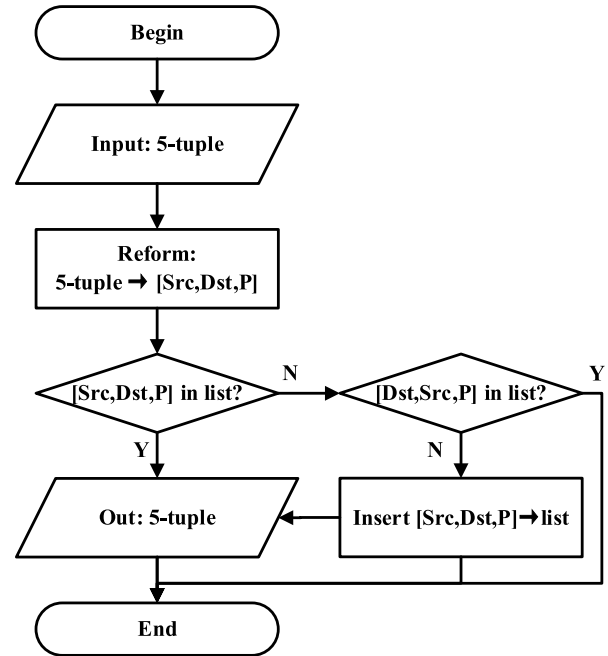 Begin
Input: 5-tuple
Reform:
5-tuple → [Src,Dst,P]
[Src,Dst,P] in list?
N
[Dst,Src,P] in list?
Y
Y
N
Out: 5-tuple
Insert [Src,Dst,P]→list
End